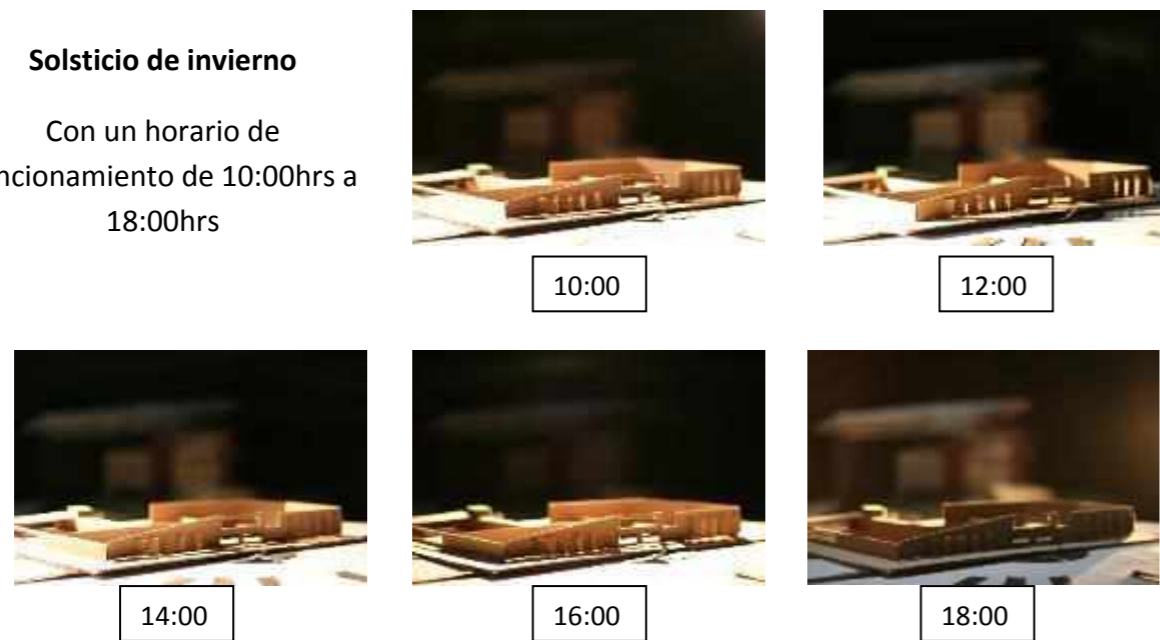 Solsticio de invierno
Con un horario de
ncionamiento de 10:00hrs a
18:00hrs
10:00
12:00
14:00
16:00
18:00